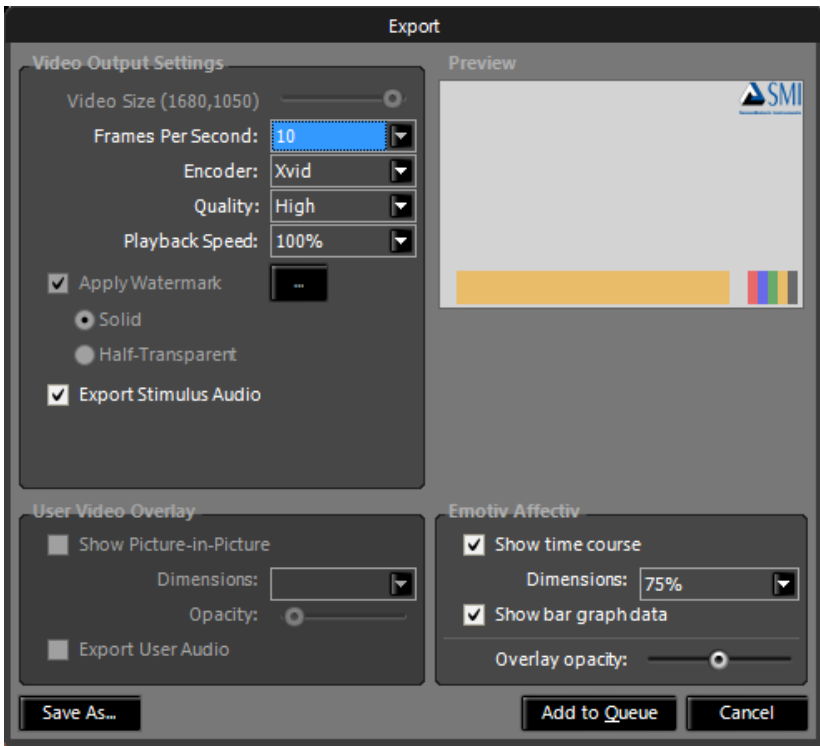 Export
Video Output Settings
Video Size (1680,1050)
Frames Per Second: 10
Encoder: Xvid
Quality: High
Playback Speed: 100%
Apply Watermark ...
Solid
Half-Transparent
Export Stimulus Audio
Preview
SMI
User Video Overlay
Show Picture-in-Picture
Dimensions:
Opacity:
Export User Audio
Emotiv Affectiv
Show time course
Dimensions: 75%
Show bar graph data
Overlay opacity:
Save As... Add to Queue Cancel